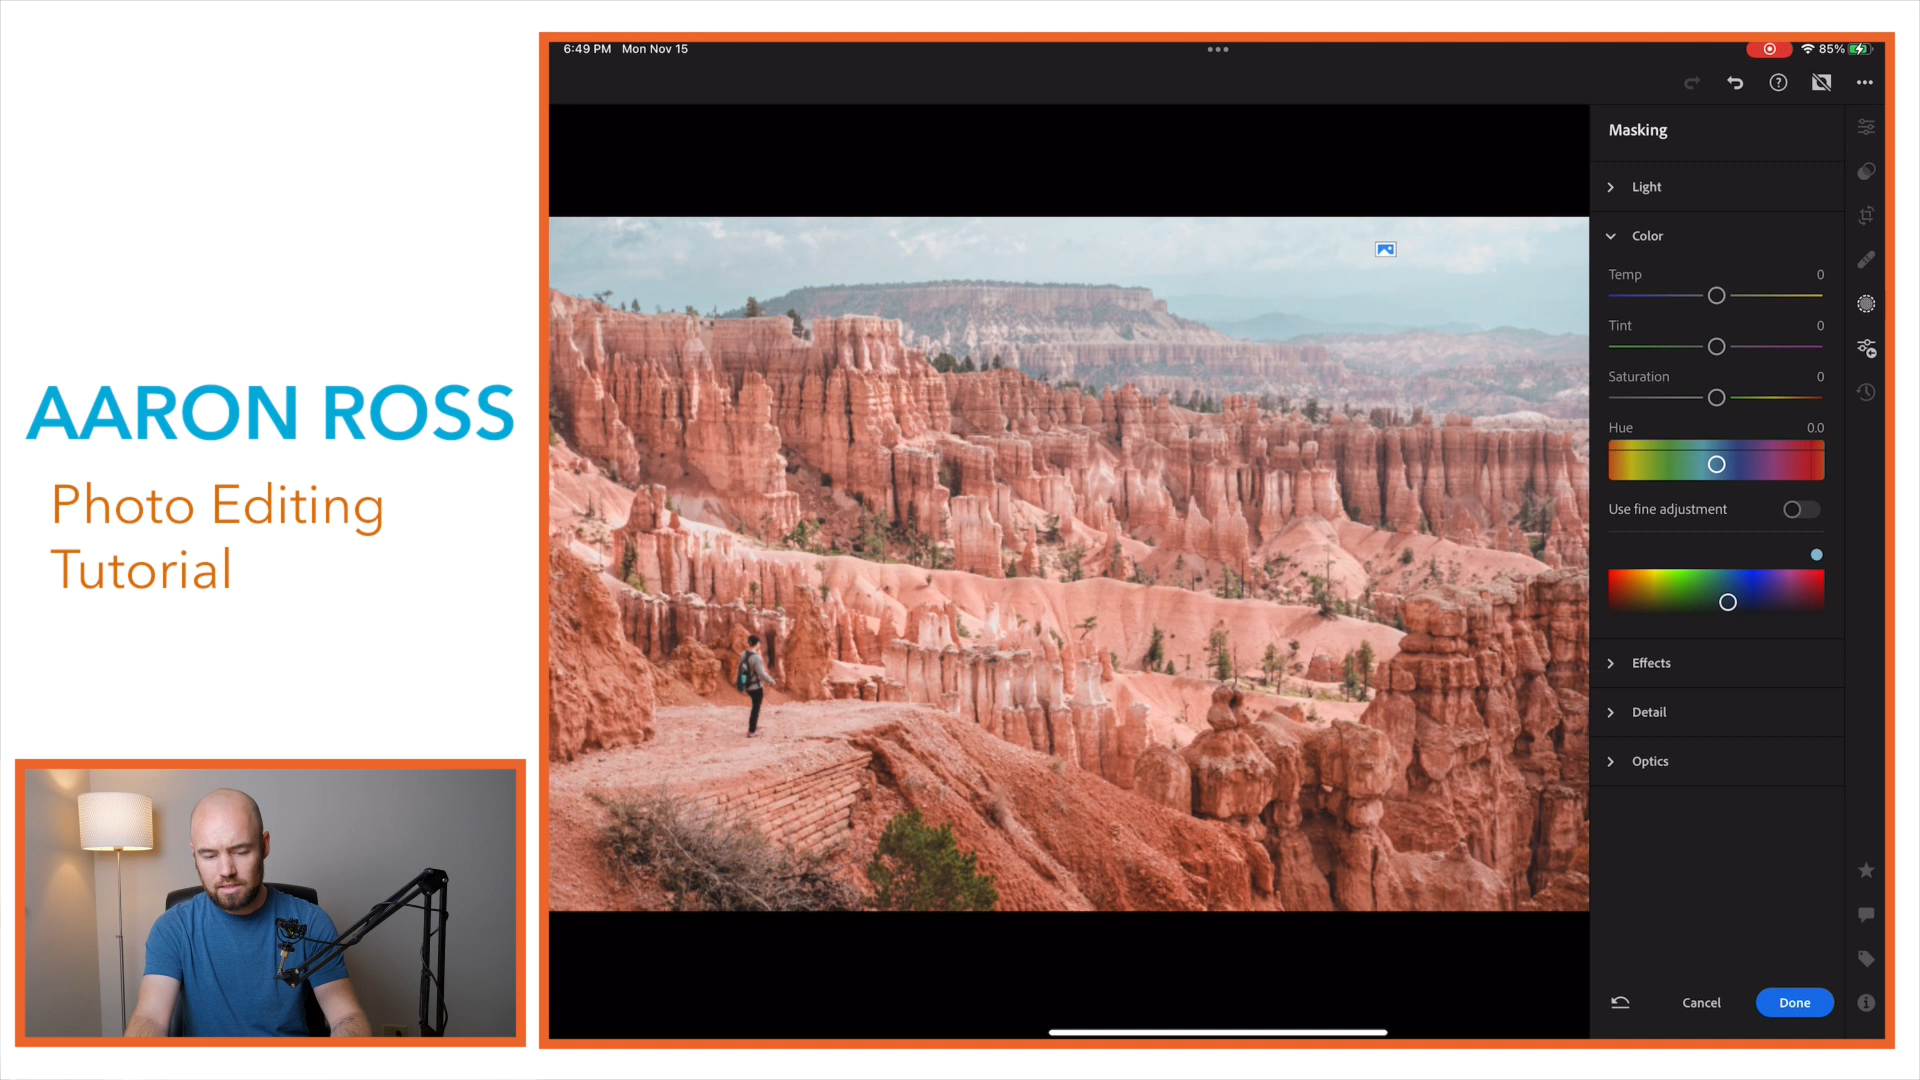 6:49 PM Mon Nov 15
85%
Masking
Light
Color
Temp 0
Tint 0
Saturation 0
Hue 0.0
Use fine adjustment
Effects
Detail
Optics
Cancel Done
AARON ROSS
Photo Editing
Tutorial